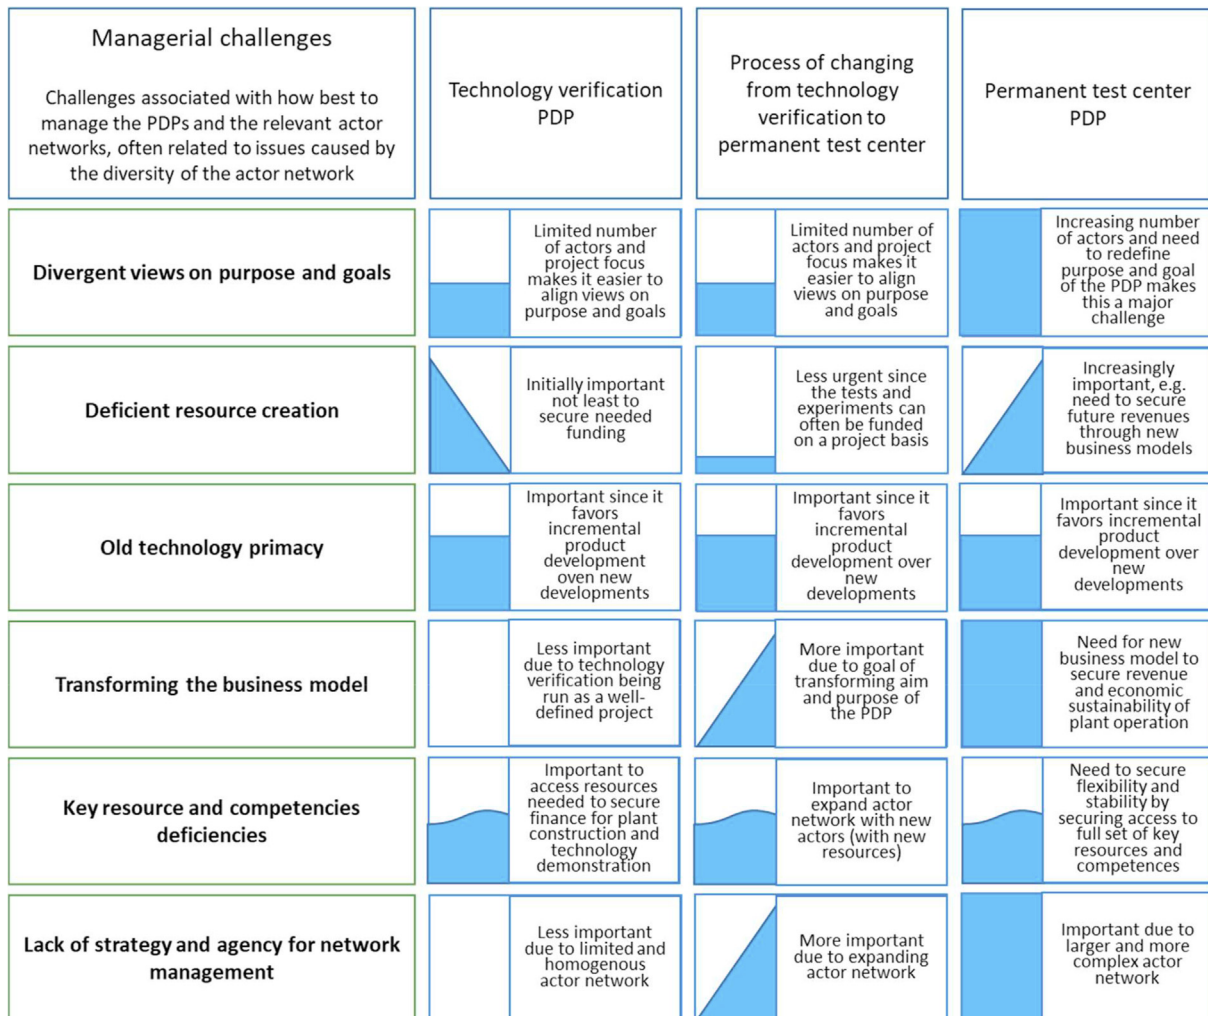 Managerial challenges
Challenges associated with how best to
manage the PDPs and the relevant actor
networks, often related to issues caused by
the diversity of the actor network
Technology verification
PDP
Process of changing
from technology
verification to
permanent test center
Permanent test center
PDP
Divergent views on purpose and goals
Limited number
of actors and
project focus
makes it easier to
align views on
purpose and goals
Limited number of
actors and project
focus makes it
easier to align
views on purpose
and goals
Increasing number
of actors and need
to redefine
purpose and goal
of the PDP makes
this a major
challenge
Deficient resource creation
Initially important
not least to
secure needed
funding
Less urgent since
the tests and
experiments can
often be funded
on a project basis
Increasingly
important, e.g.
need to secure
future revenues
through new
business models
Old technology primacy
Important since it
favors
incremental
product
development
oven new
developments
Important since it
favors
incremental
product
development over
new
developments
Important since it
favors incremental
product
development over
new
developments
Transforming the business model
Less important
due to technology
verification being
run as a well-
defined project
More important
due to goal of
transforming aim
and purpose of
the PDP
Need for new
business model to
secure revenue
and economic
sustainability of
plant operation
Key resource and competencies
deficiencies
Important to
access resources
needed to secure
finance for plant
construction and
technology
demonstration
Important to
expand actor
network with new
actors (with new
resources)
Need to secure
flexibility and
stability by
securing access to
full set of key
resources and
competences
Lack of strategy and agency for network
management
Less important
due to limited and
homogenous
actor network
More important
due to expanding
actor network
Important due to
larger and more
complex actor
network